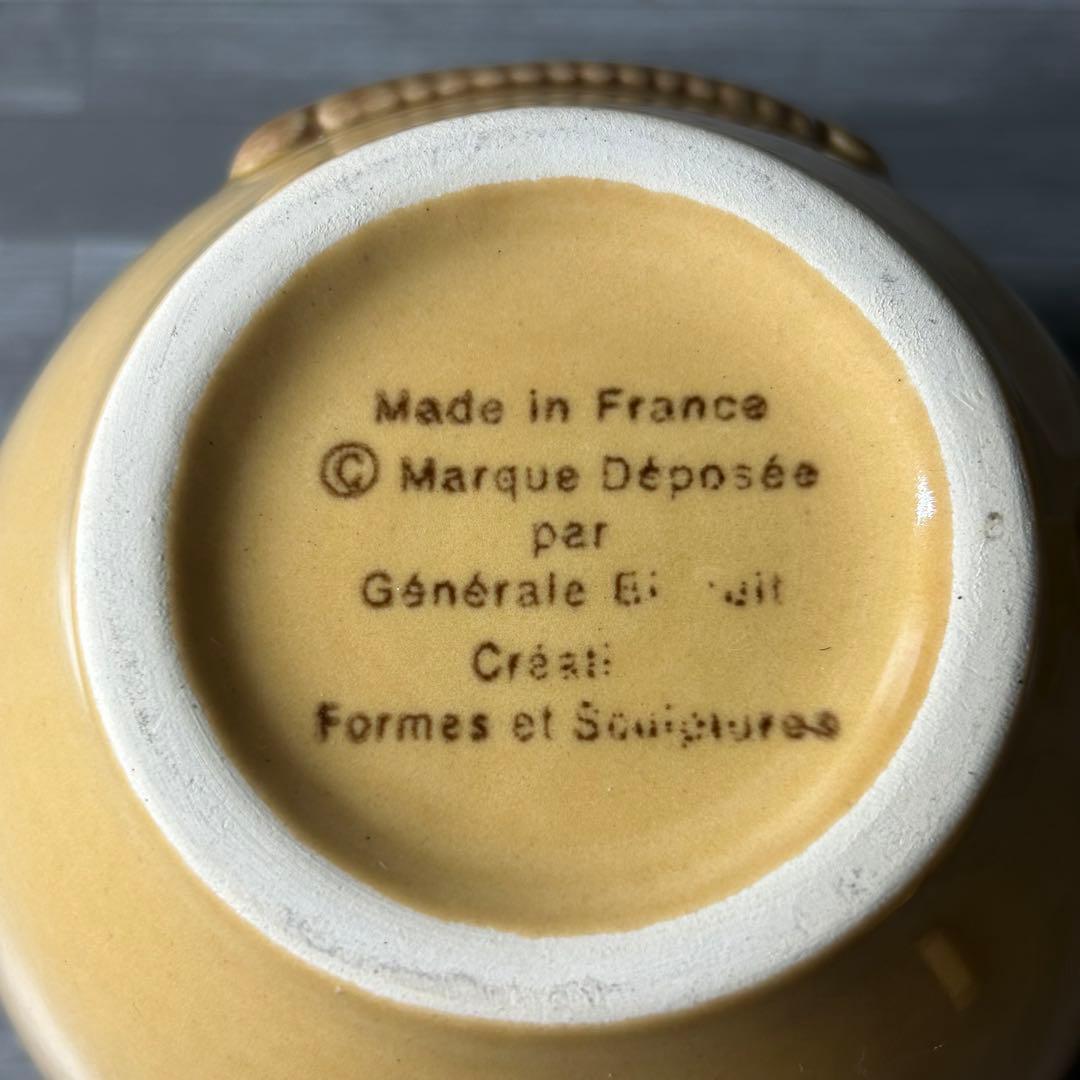 Made in France
© Marque Déposée
par
Générale
Formes et Sculptures